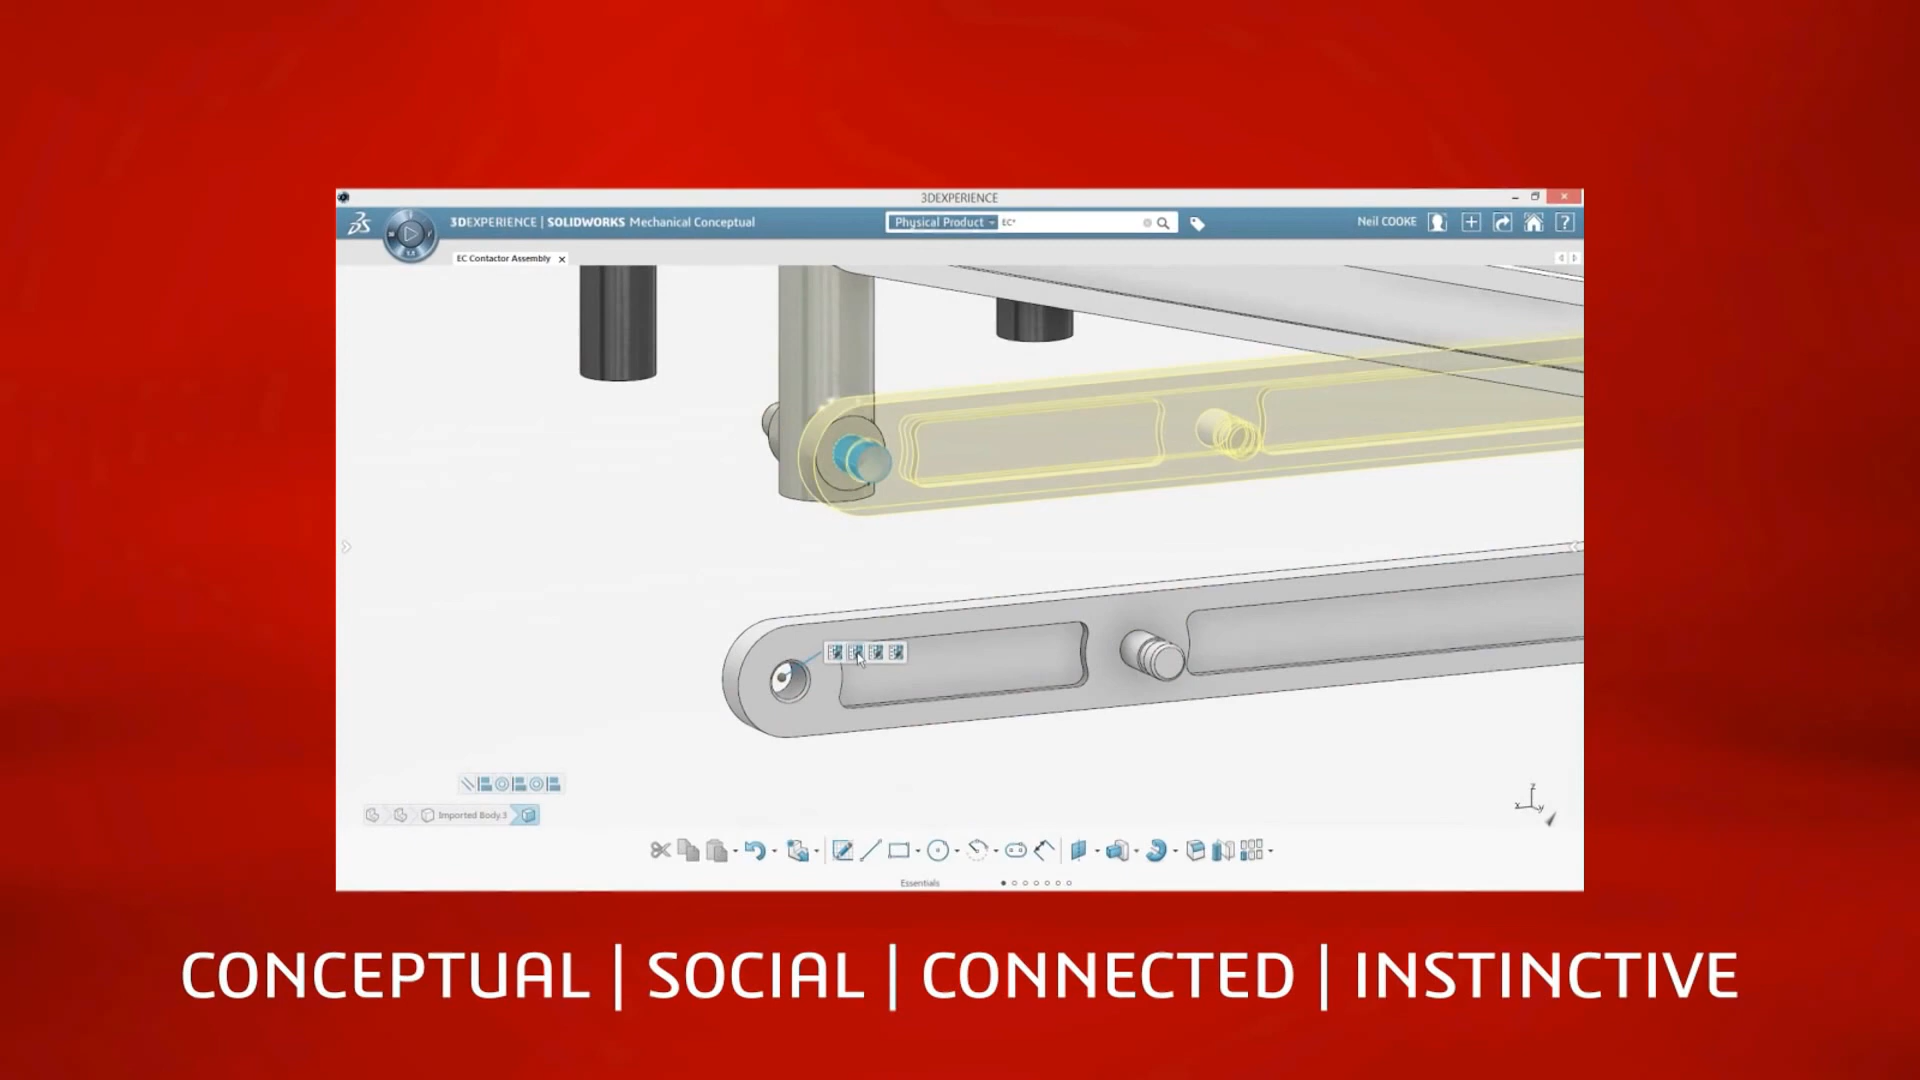 3DEXPERIENCE
3DEXPERIENCE | SOLIDWORKS Mechanical Conceptual
Physical Product
EC*
Neil COOKE
EC Contactor Assembly
Imported Body.3
Essentials
CONCEPTUAL | SOCIAL | CONNECTED | INSTINCTIVE